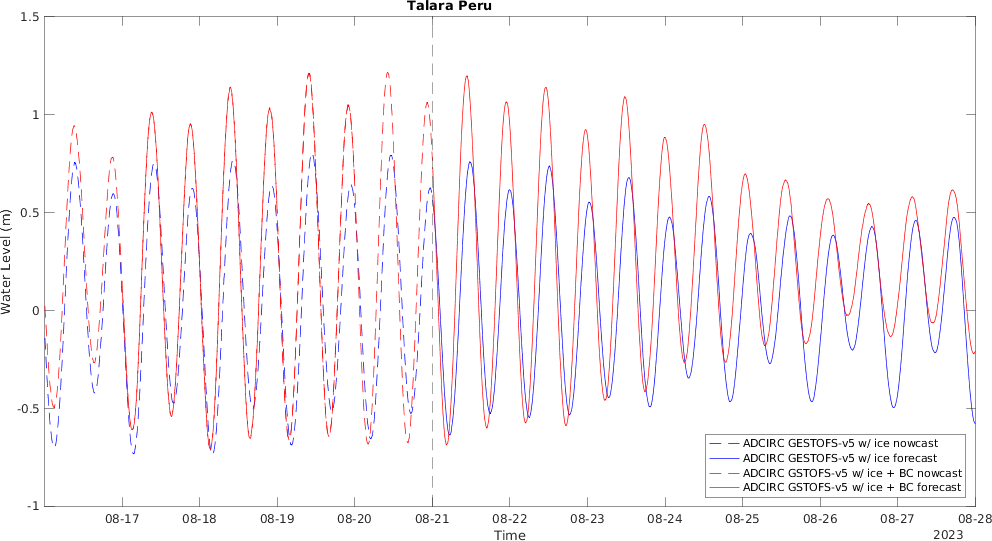 Talara Peru
Water Level (m)
1.5
1
0.5
0
-0.5
-1
ADCIRC GESTOFS-v5 w/ ice nowcast
ADCIRC GESTOFS-v5 w/ ice forecast
ADCIRC GSTOFS-v5 w/ ice + BC nowcast
ADCIRC GSTOFS-v5 w/ ice + BC forecast
08-17 08-18 08-19 08-20 08-21 08-22 08-23 08-24 08-25 08-26 08-27 08-28
Time
2023